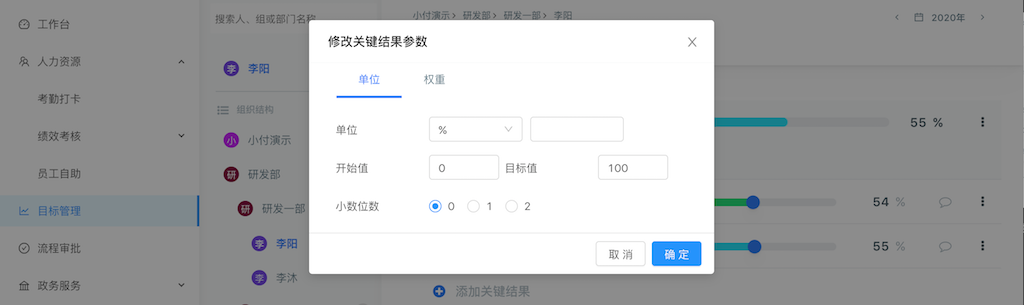 工作台
人力资源
考勤打卡
绩效考核
员工自助
目标管理
流程审批
政务服务
搜索人、组或部门名称
李 李阳
组织结构
小 小付演示
研 研发部
研 研发一部
李 李阳
李 李沐
小付演示 > 研发部 > 研发一部 > 李阳
2020年
55 %
54 %
55 %
添加关键结果
修改关键结果参数
单位 权重
单位 %
开始值 0 目标值 100
小数位数 0 1 2
取 消 确 定